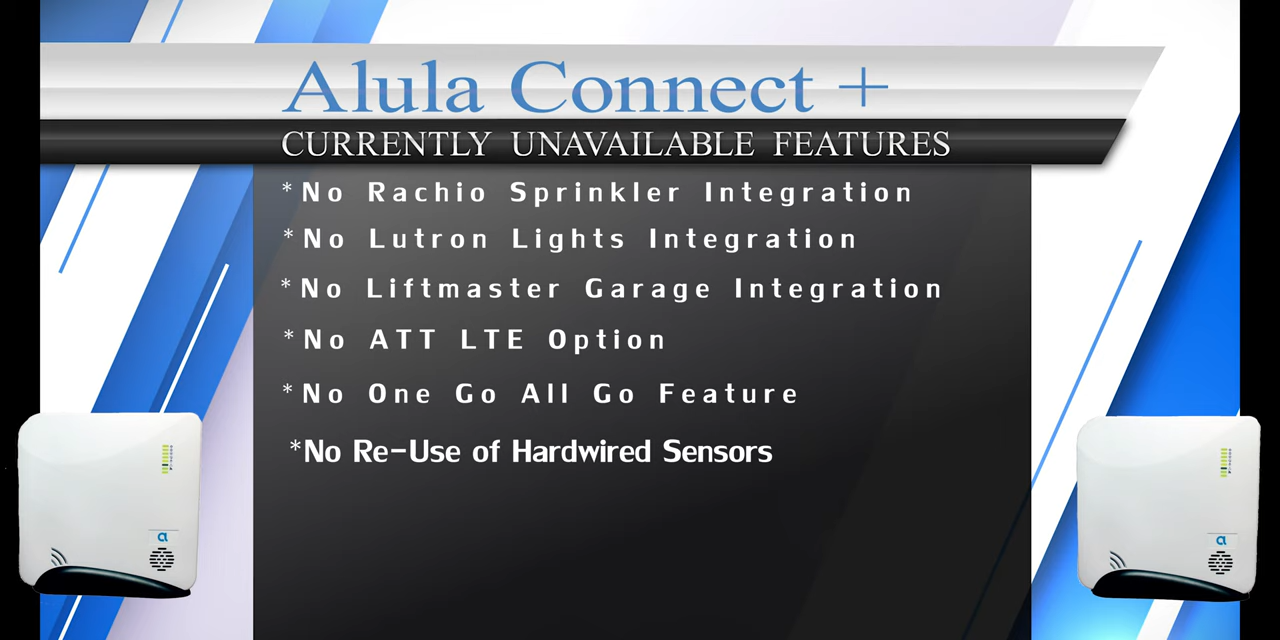 Alula Connect +
CURRENTLY UNAVAILABLE FEATURES
*No Rachio Sprinkler Integration
*No Lutron Lights Integration
*No Liftmaster Garage Integration
*No ATT LTE Option
*No One Go All Go Feature
*No Re-Use of Hardwired Sensors